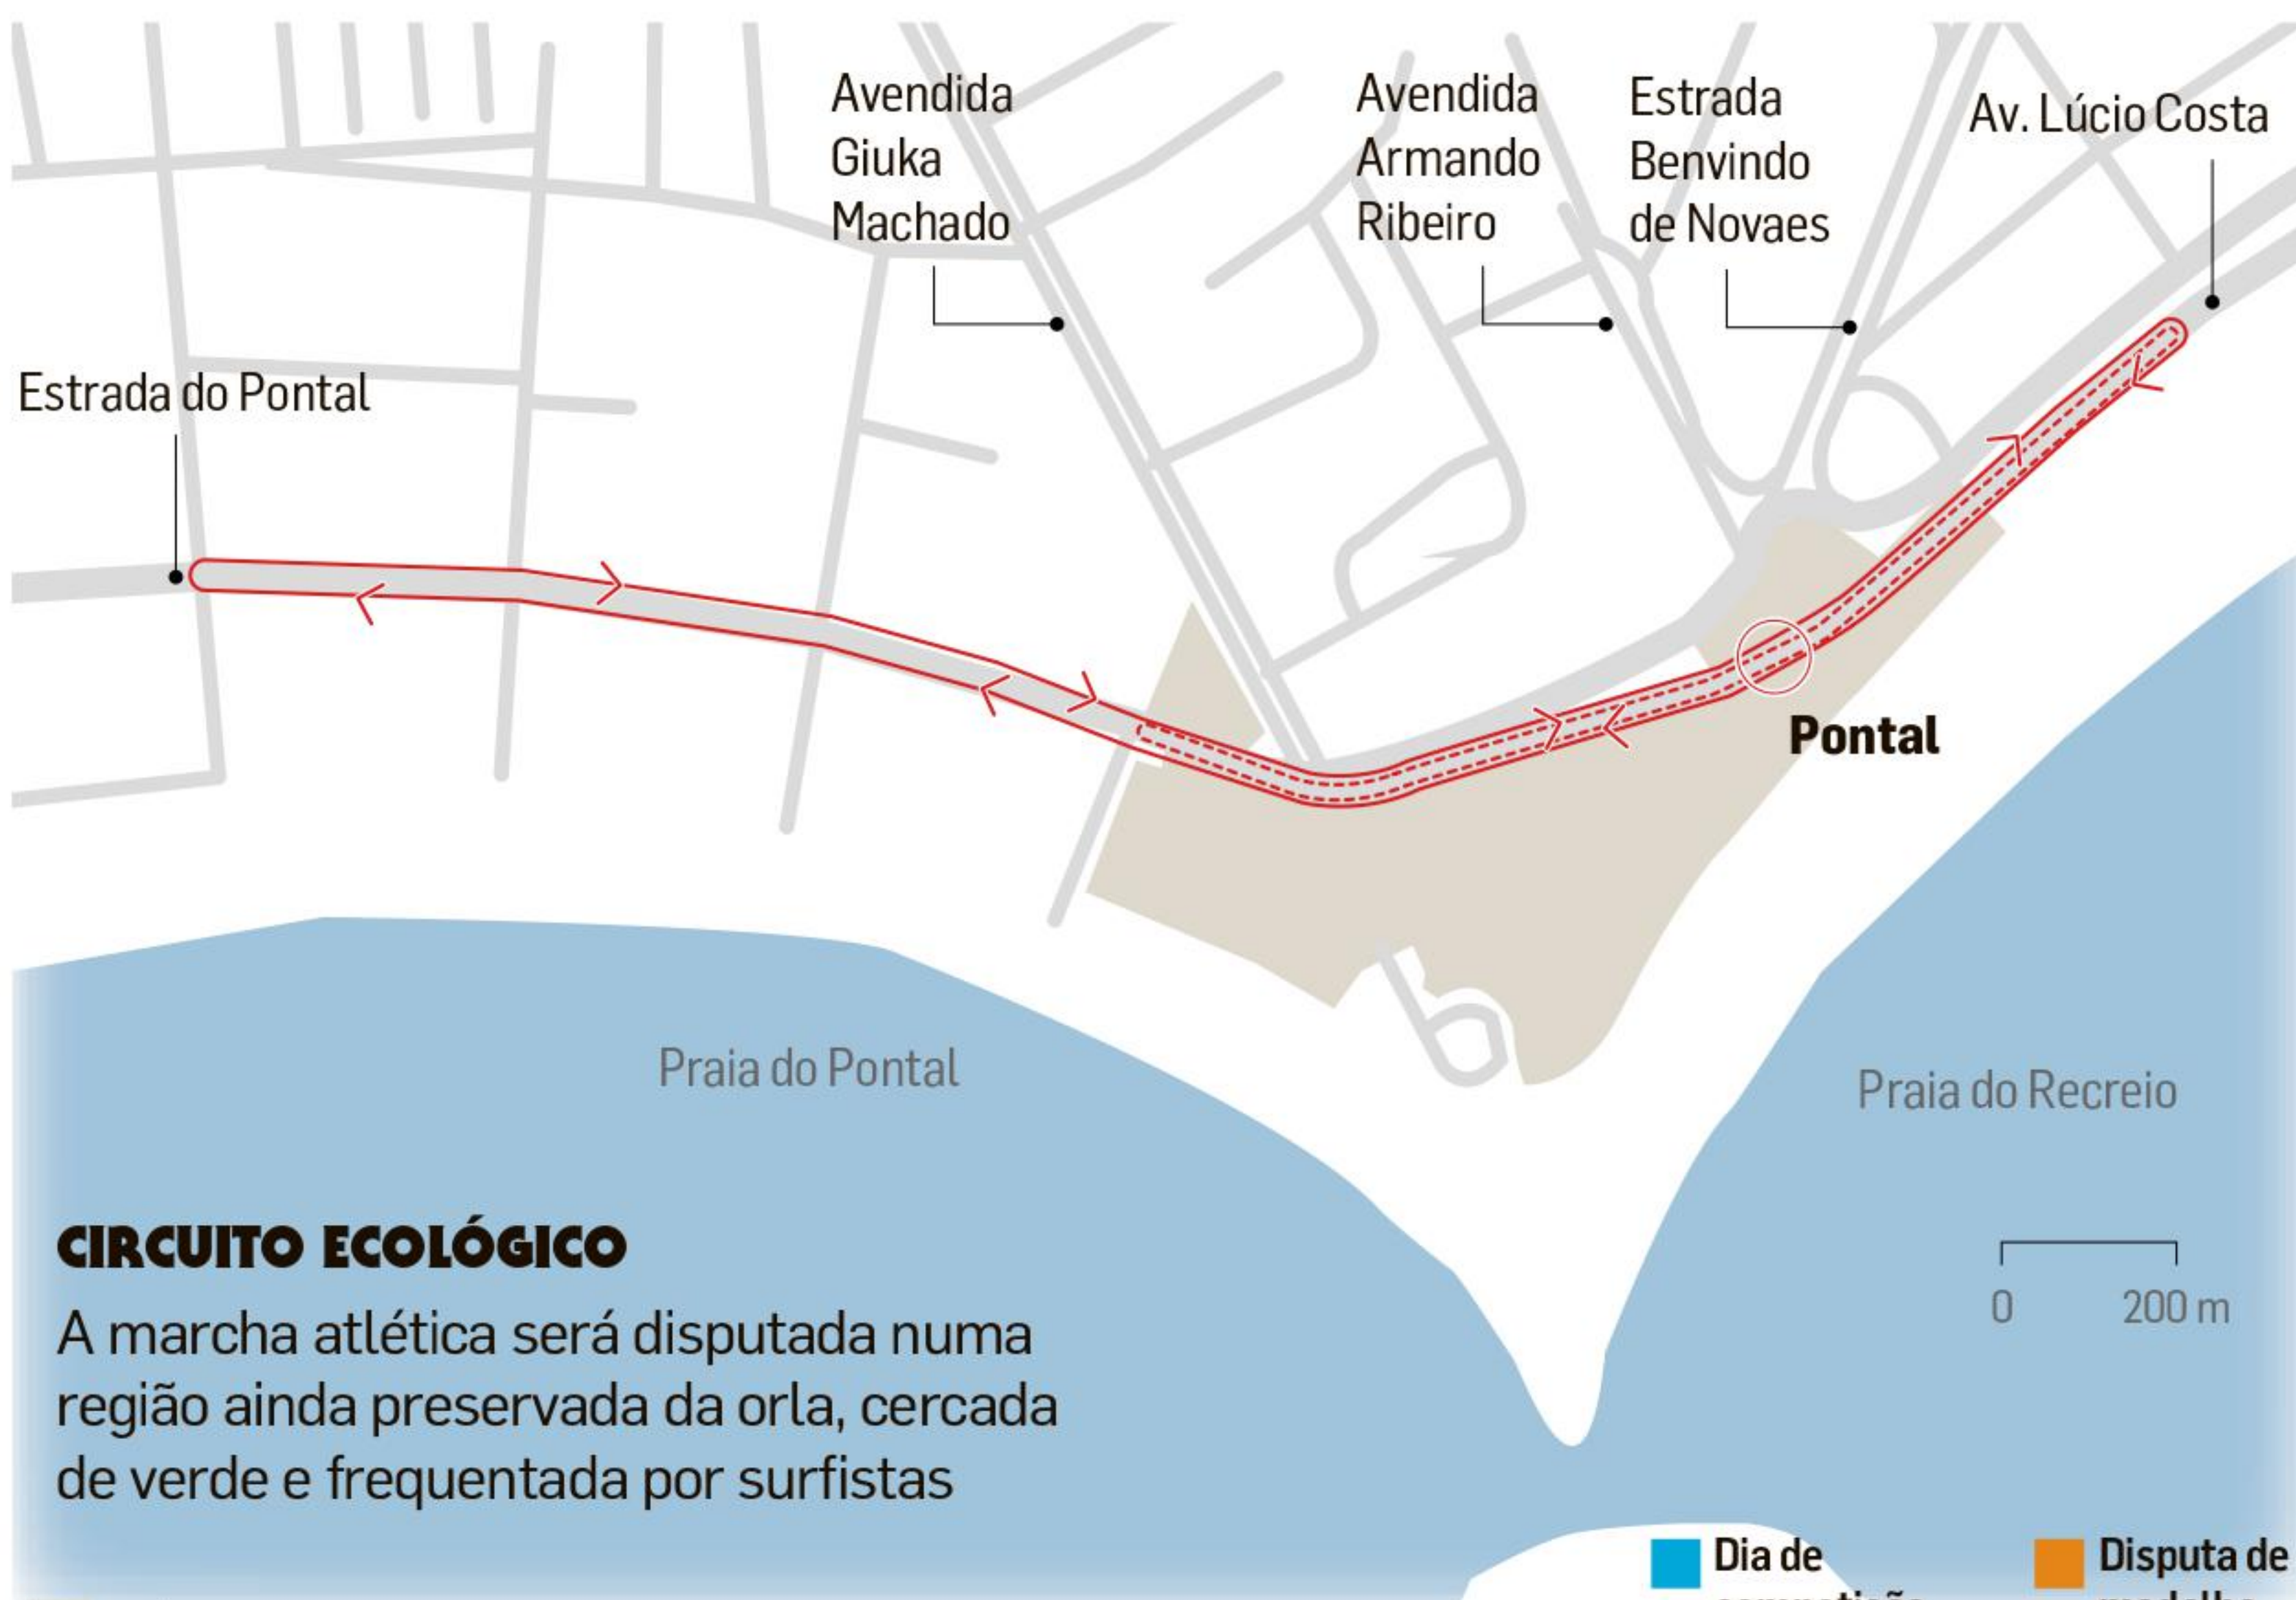 Avendida
Giuka
Machado
Avendida
Armando
Ribeiro
Estrada
Benvindo
de Novaes
Av. Lúcio Costa
Estrada do Pontal
Pontal
Praia do Pontal
Praia do Recreio
0 200 m
CIRCUITO ECOLÓGICO
A marcha atlética será disputada numa
região ainda preservada da orla, cercada
de verde e frequentada por surfistas
Dia de
Disputa de